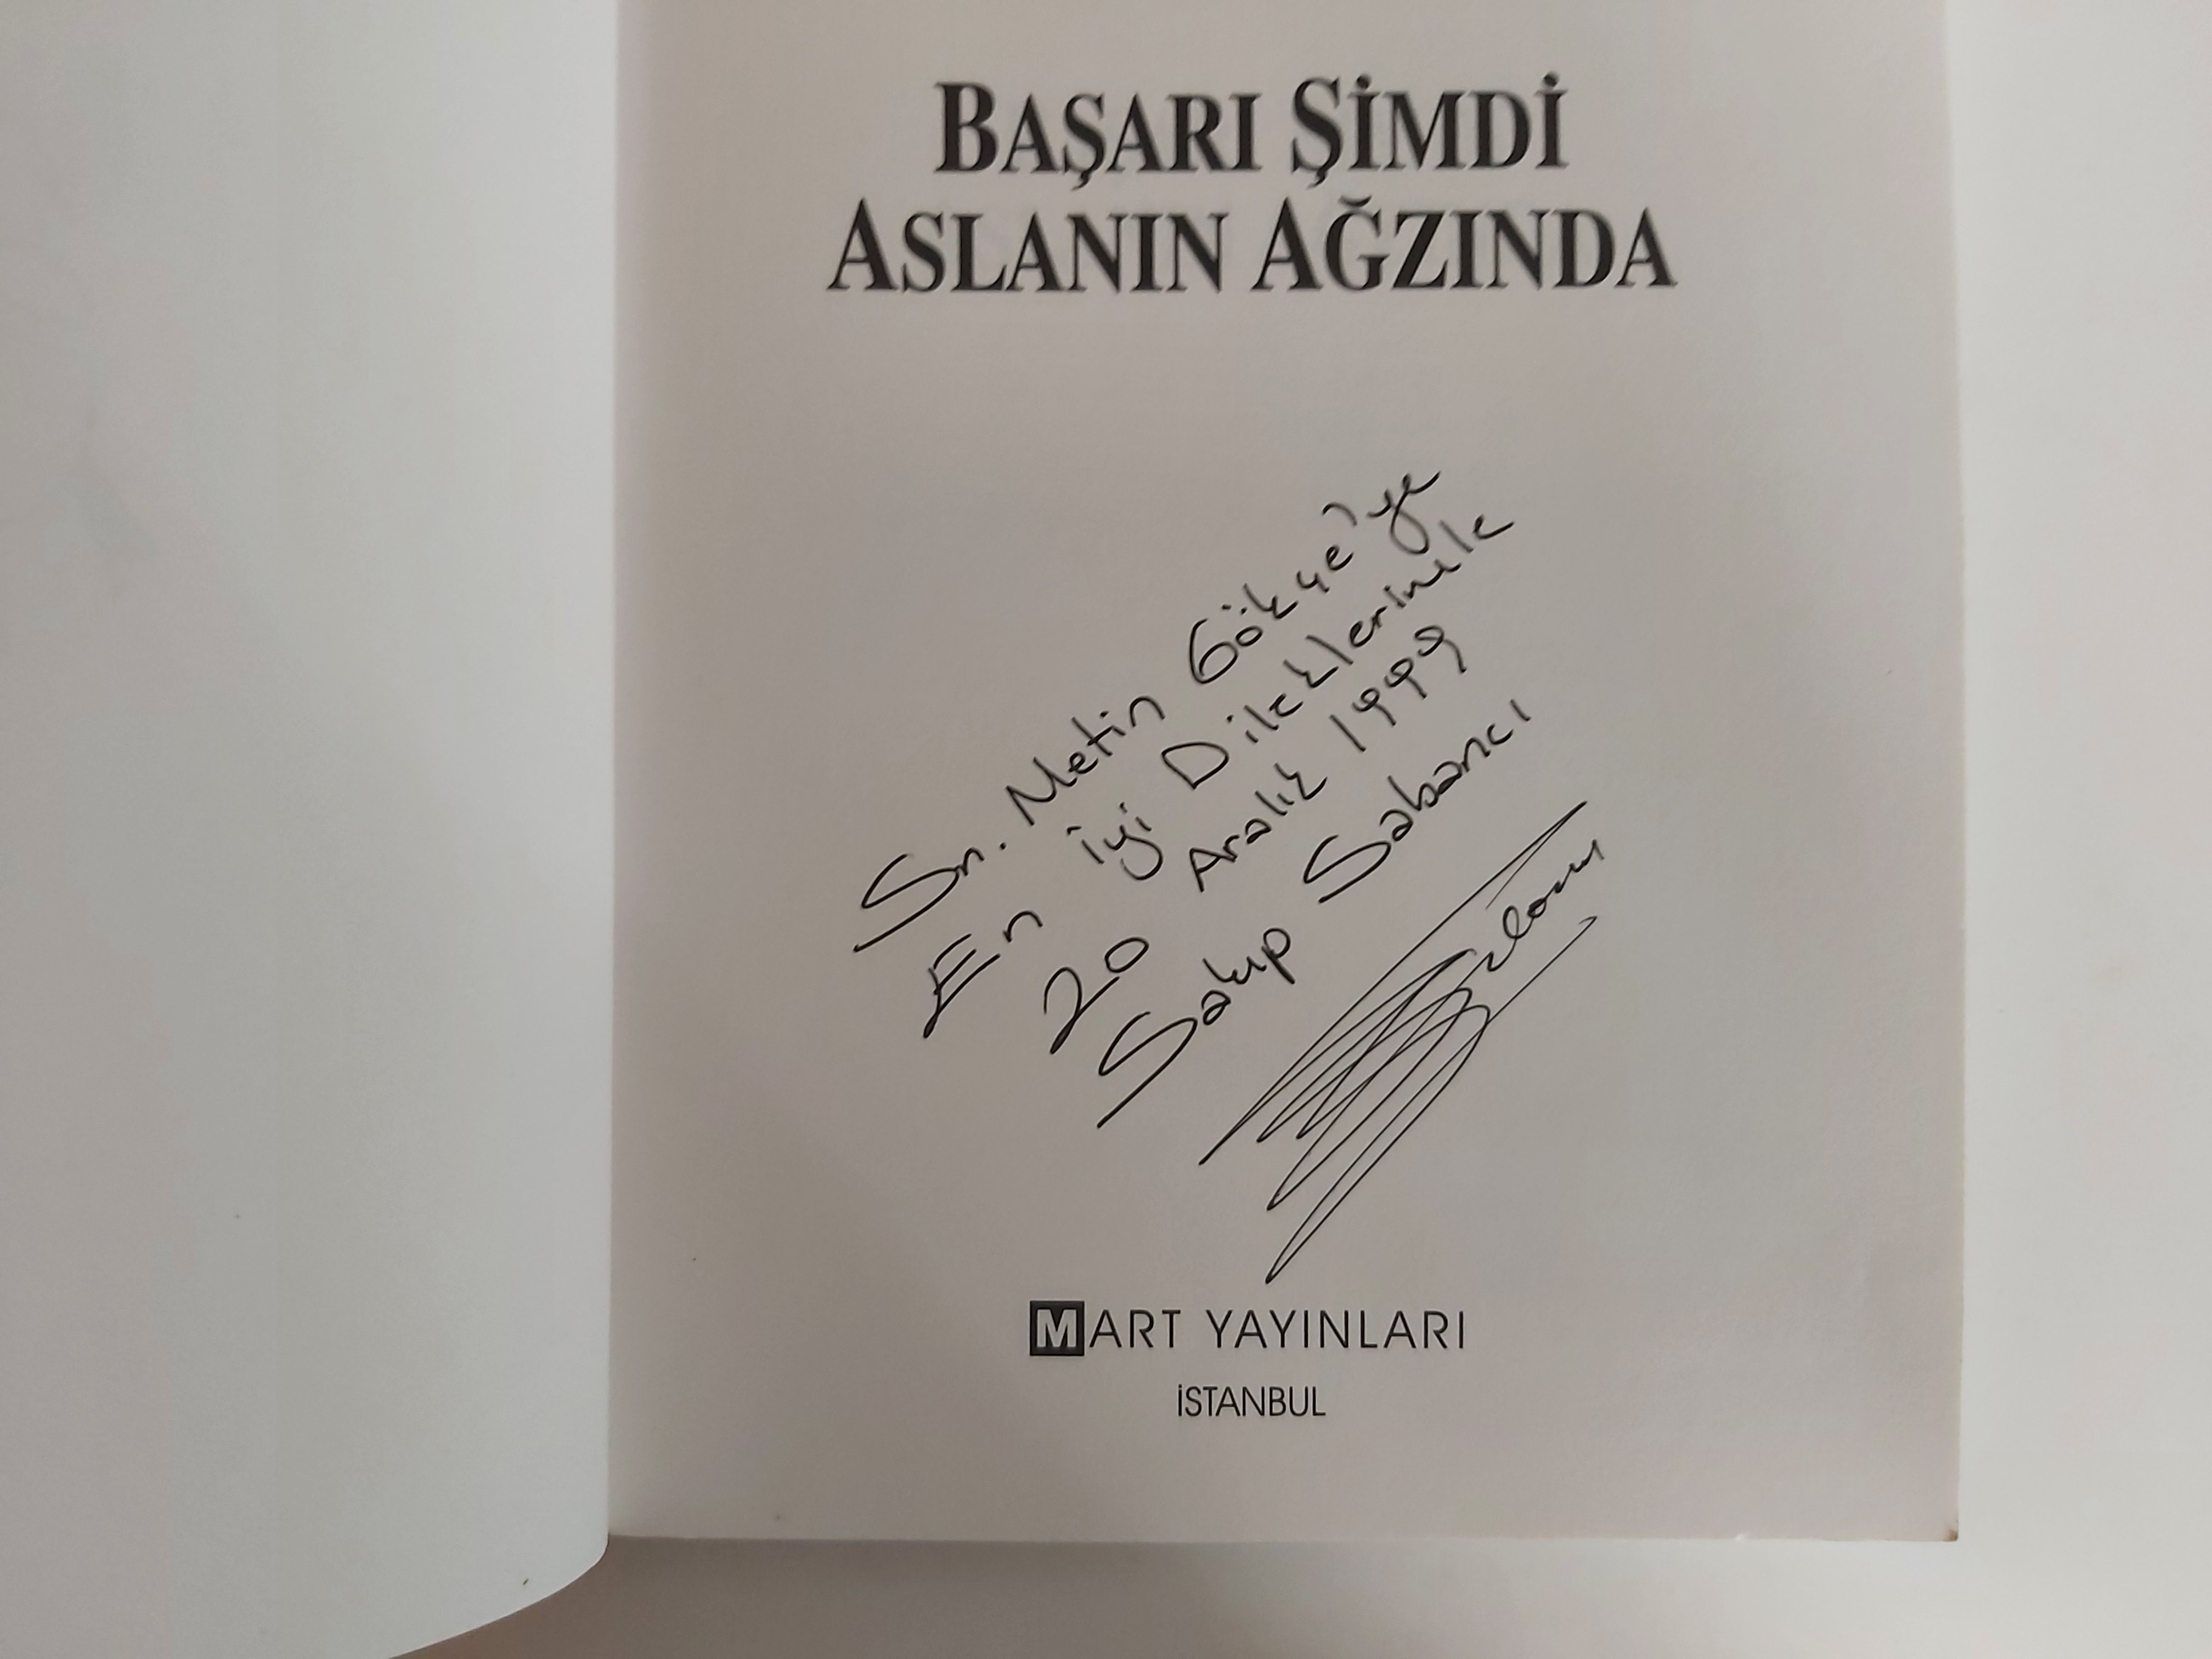 BAŞARI ŞİMDİ
ASLANIN AĞZINDA
Sn. Metin Gökçe'ye
En İyi Dileklerimle
20 Aralık 1999
Sakıp Sabancı
MART YAYINLARI
İSTANBUL